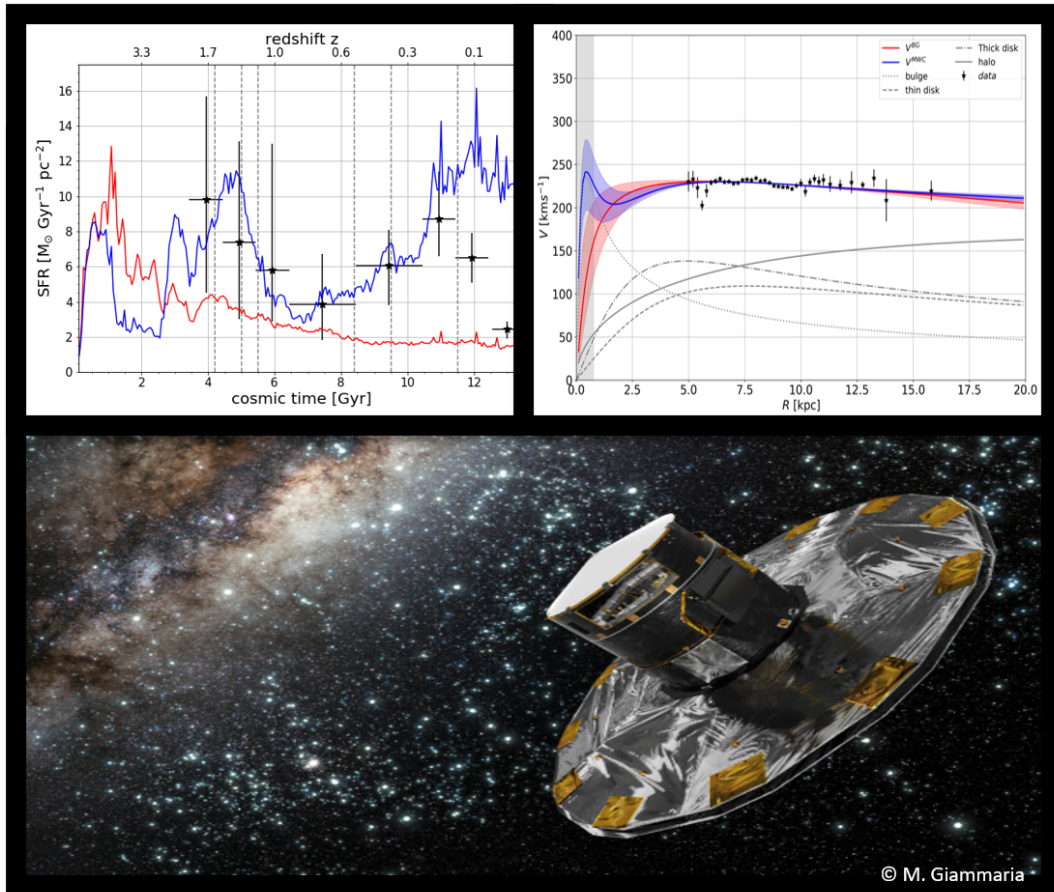 redshift z
3.3 1.7 1.0 0.6 0.3 0.1
SFR [M⊙ Gyr⁻¹ pc⁻²]
16
14
12
10
8
6
4
2
0
2 4 6 8 10 12
cosmic time [Gyr]
400
350
300
250
200
150
100
50
0
V [kms⁻¹]
V^BG
V^MWC
bulge
thin disk
Thick disk
halo
data
0.0 2.5 5.0 7.5 10.0 12.5 15.0 17.5 20.0
R [kpc]
© M. Giammaria